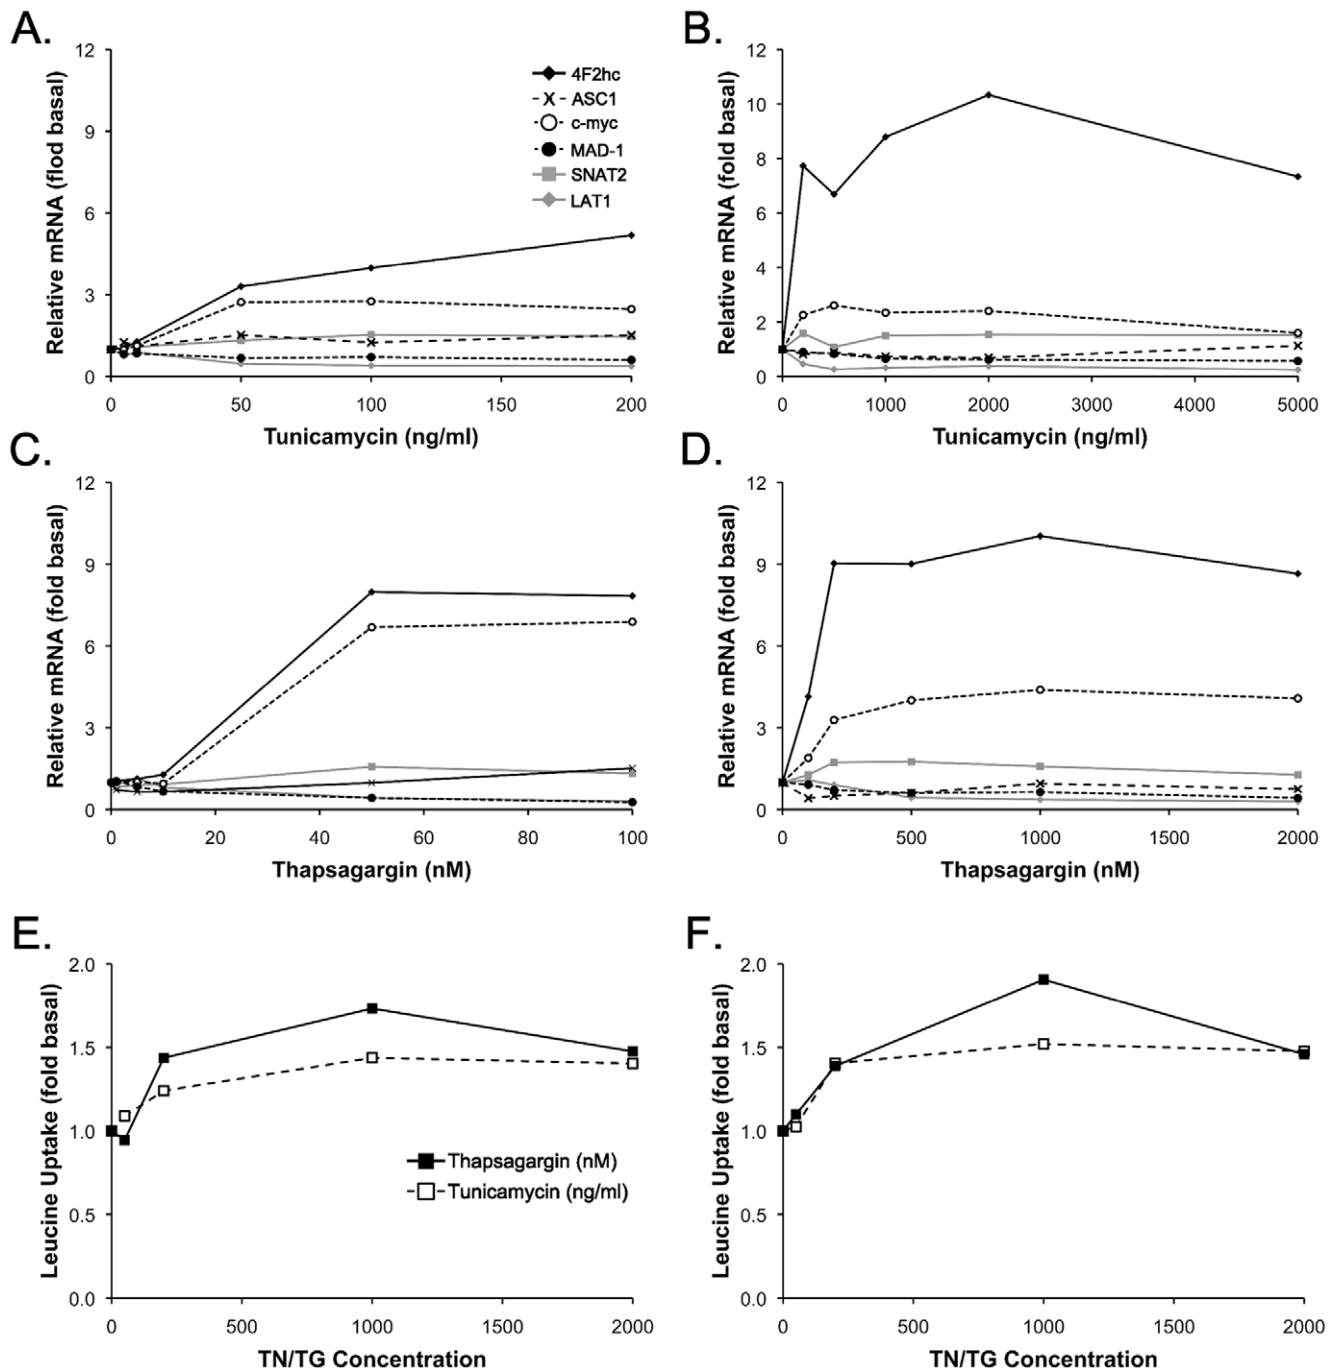 A.
12
9
6
3
0
Relative mRNA (flod basal)
4F2hc
ASC1
c-myc
MAD-1
SNAT2
LAT1
0 50 100 150 200
Tunicamycin (ng/ml)
B.
12
10
8
6
4
2
0
Relative mRNA (fold basal)
0 1000 2000 3000 4000 5000
Tunicamycin (ng/ml)
C.
12
9
6
3
0
Relative mRNA (fold basal)
0 20 40 60 80 100
Thapsagargin (nM)
D.
12
9
6
3
0
Relative mRNA (fold basal)
0 500 1000 1500 2000
Thapsagargin (nM)
E.
2.0
1.5
1.0
0.5
0.0
Leucine Uptake (fold basal)
Thapsagargin (nM)
Tunicamycin (ng/ml)
0 500 1000 1500 2000
TN/TG Concentration
F.
2.0
1.5
1.0
0.5
0.0
Leucine Uptake (fold basal)
0 500 1000 1500 2000
TN/TG Concentration